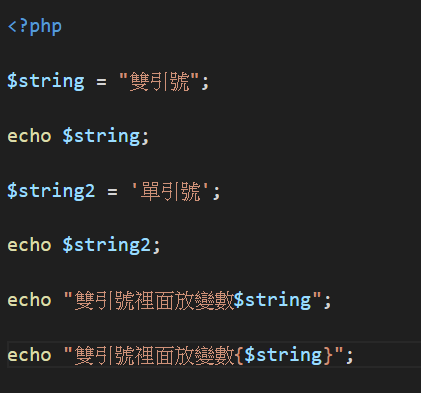 <?php
$string = "雙引號";
echo $string;
$string2 = '單引號';
echo $string2;
echo "雙引號裡面放變數$string";
echo "雙引號裡面放變數{$string}";